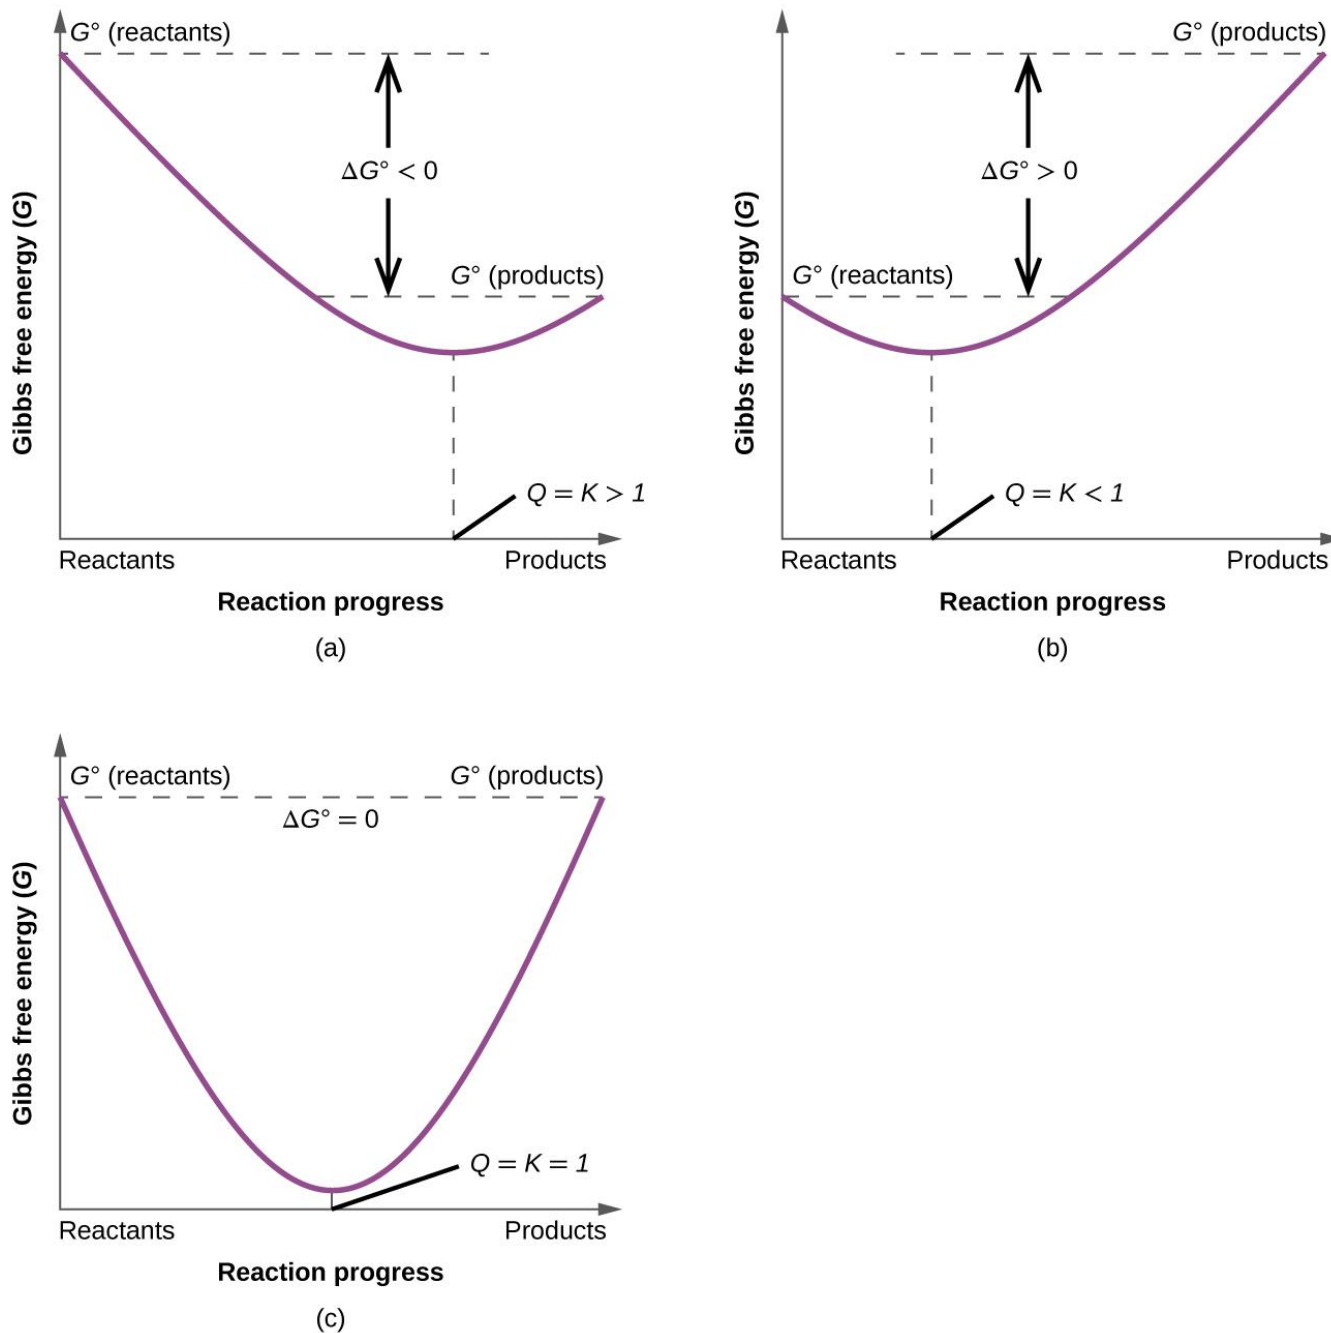 G° (reactants)
ΔG° < 0
G° (products)
Gibbs free energy (G)
Q = K > 1
Reactants
Products
Reaction progress
(a)
G° (products)
ΔG° > 0
G° (reactants)
Gibbs free energy (G)
Q = K < 1
Reactants
Products
Reaction progress
(b)
G° (reactants)
G° (products)
ΔG° = 0
Gibbs free energy (G)
Q = K = 1
Reactants
Products
Reaction progress
(c)